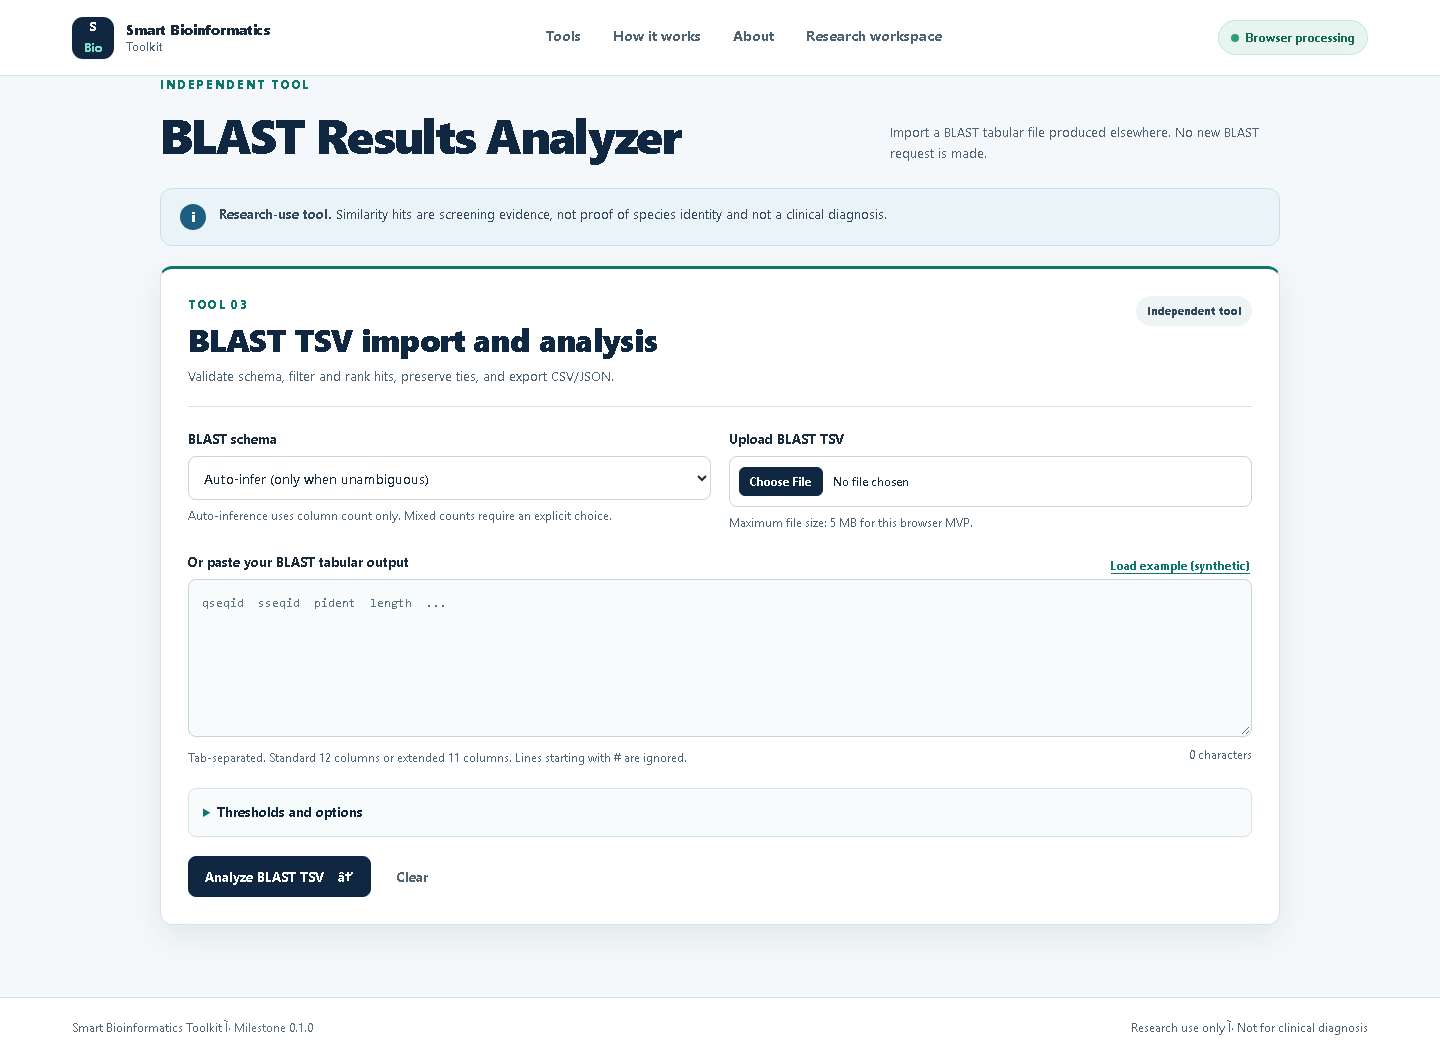 S
Bio
Smart Bioinformatics
Toolkit
Tools
How it works
About
Research workspace
Browser processing
INDEPENDENT TOOL
BLAST Results Analyzer
Import a BLAST tabular file produced elsewhere. No new BLAST
request is made.
i
Research-use tool. Similarity hits are screening evidence, not proof of species identity and not a clinical diagnosis.
TOOL 03
Independent tool
BLAST TSV import and analysis
Validate schema, filter and rank hits, preserve ties, and export CSV/JSON.
BLAST schema
Upload BLAST TSV
Auto-infer (only when unambiguous)
Choose File No file chosen
Auto-inference uses column count only. Mixed counts require an explicit choice.
Maximum file size: 5 MB for this browser MVP.
Or paste your BLAST tabular output
Load example (synthetic)
qseqid sseqid pident length ...
Tab-separated. Standard 12 columns or extended 11 columns. Lines starting with # are ignored.
0 characters
Thresholds and options
Analyze BLAST TSV
Clear
Smart Bioinformatics Toolkit Milestone 0.1.0
Research use only Not for clinical diagnosis